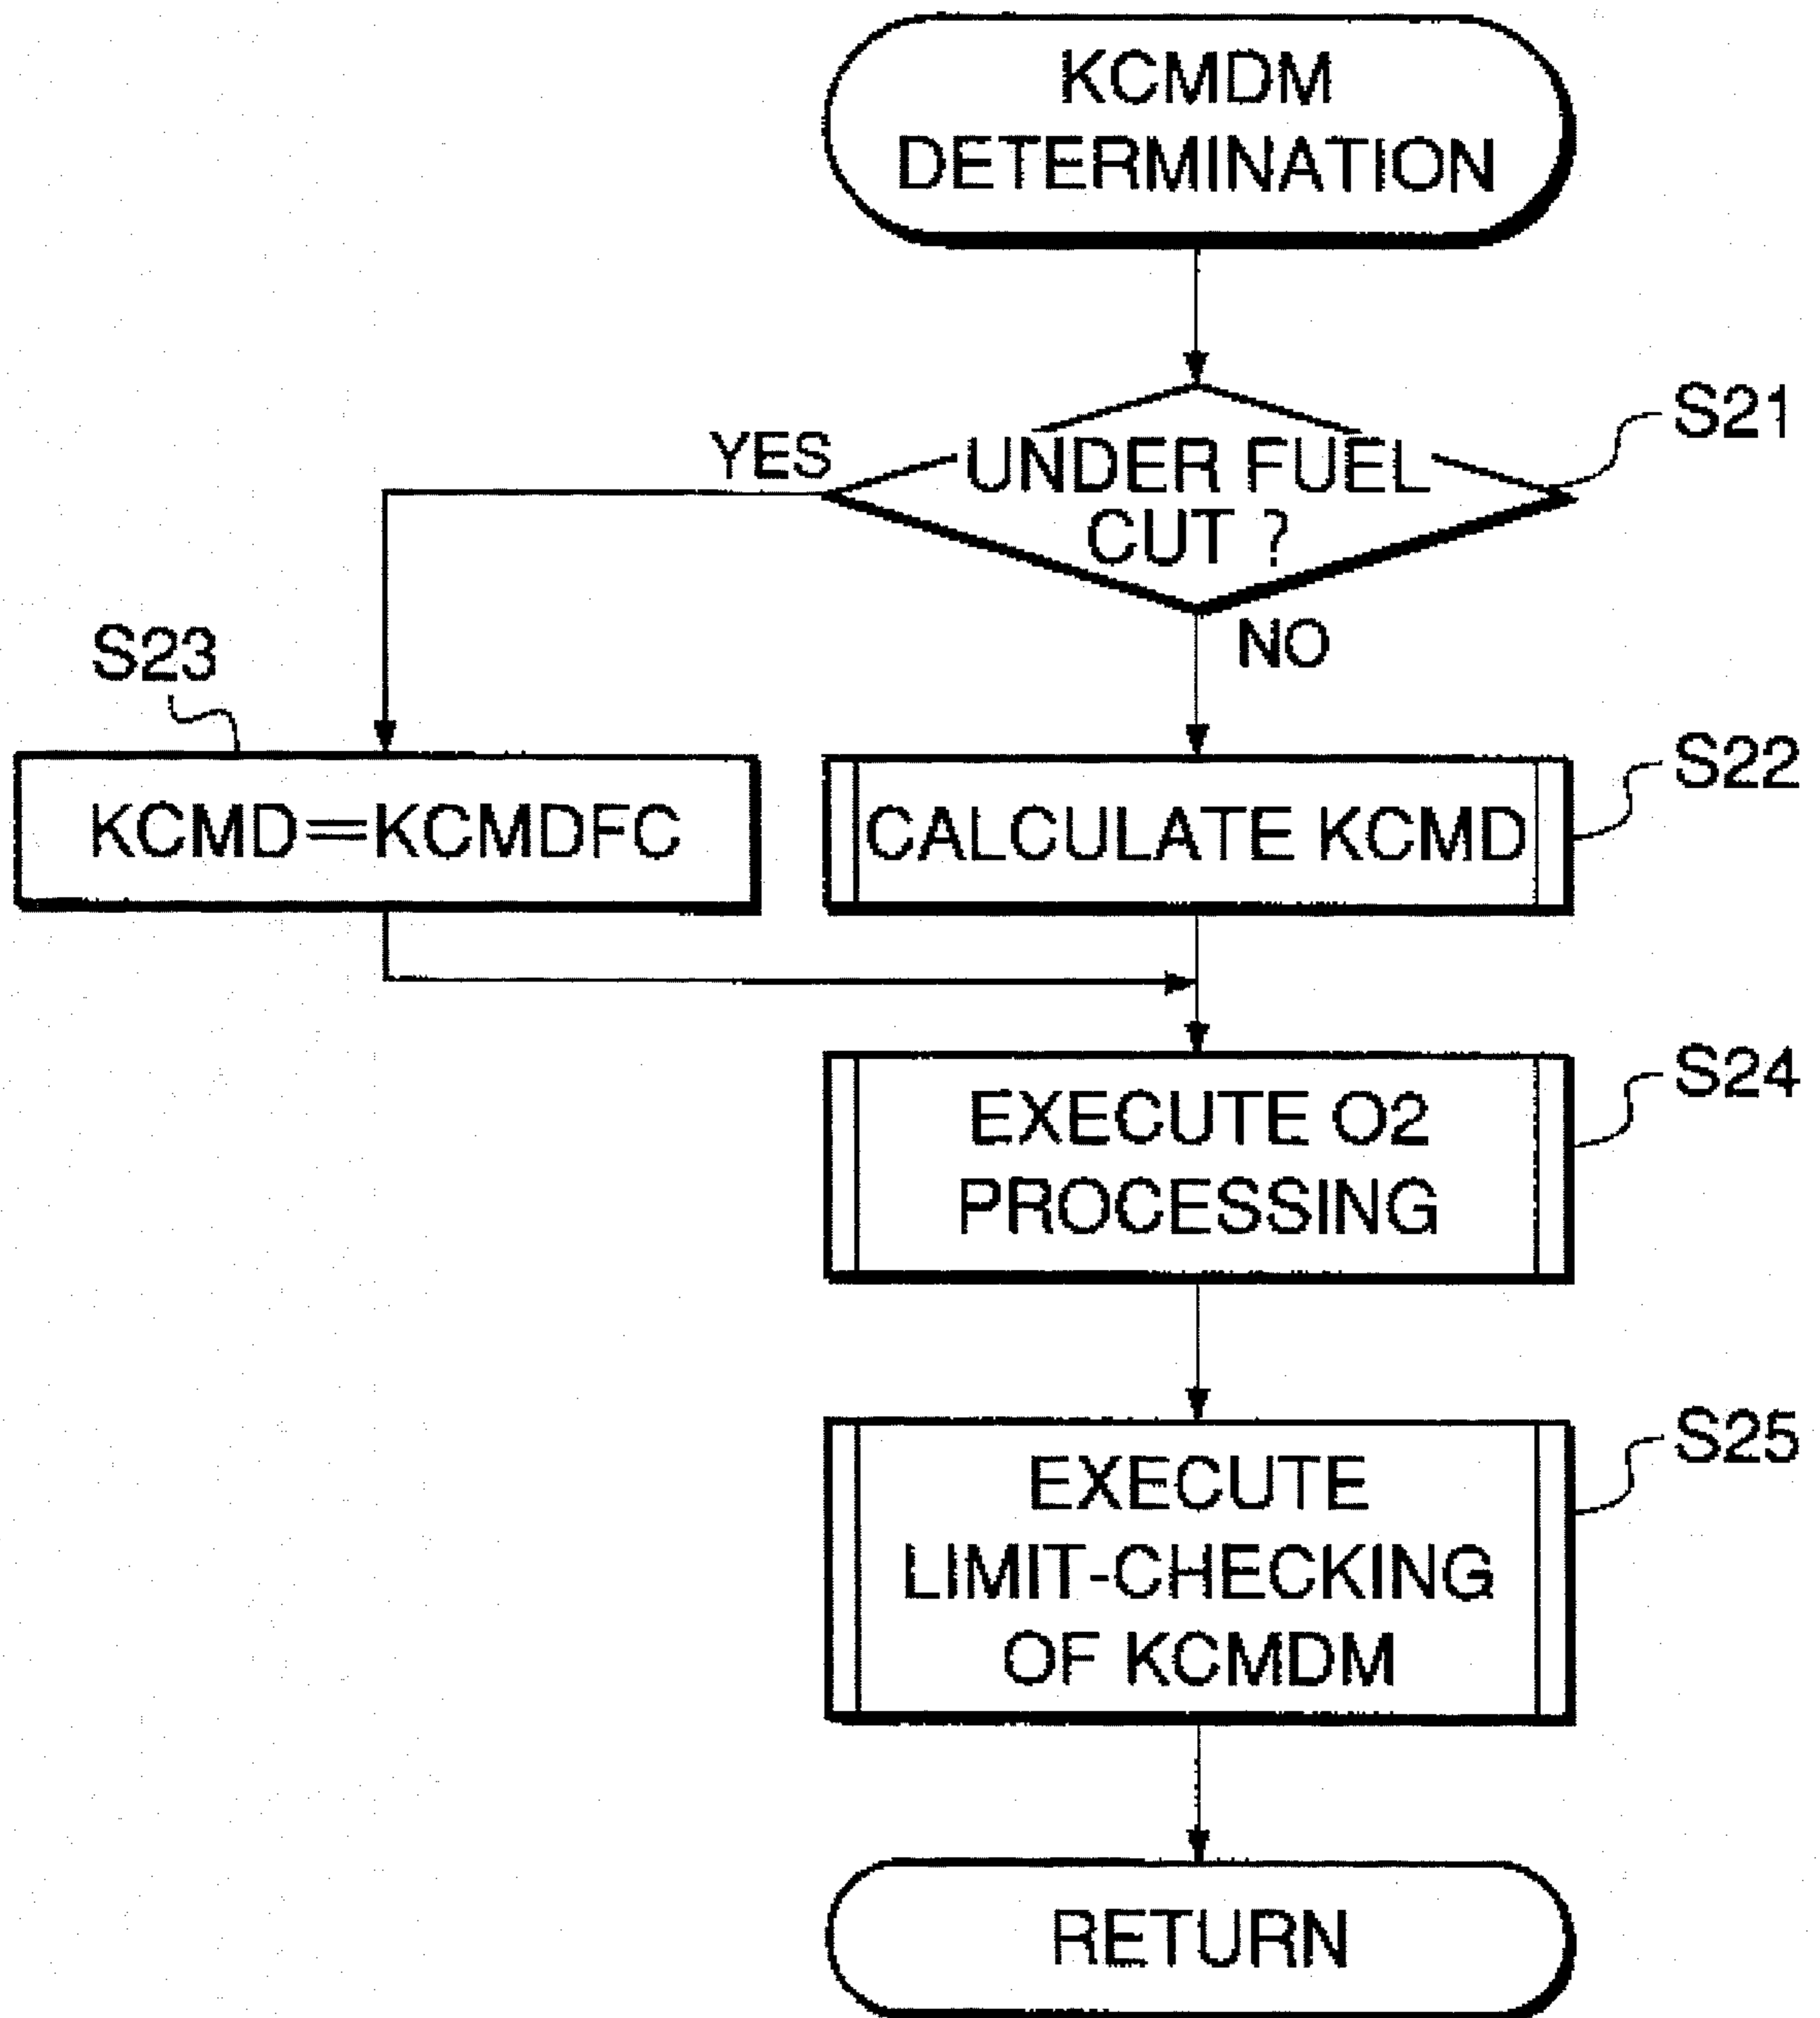 KCMDM
DETERMINATION
S21
YES
UNDER FUEL
CUT ?
NO
S23
S22
KCMD=KCMDFC
CALCULATE KCMD
S24
EXECUTE O2
PROCESSING
S25
EXECUTE
LIMIT-CHECKING
OF KCMDM
RETURN